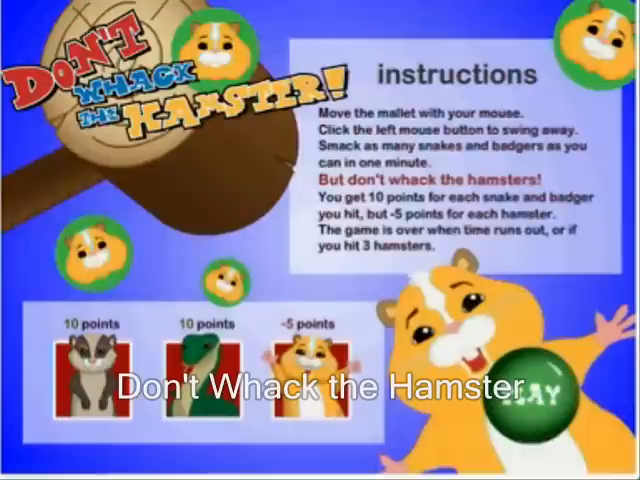 DON'T
WHACK
THE HAMSTER!
instructions
Move the mallet with your mouse.
Click the left mouse button to swing away.
Smack as many snakes and badgers as you
can in one minute.
But don't whack the hamsters!
You get 10 points for each snake and badger
you hit, but -5 points for each hamster.
The game is over when time runs out, or if
you hit 3 hamsters.
10 points 10 points -5 points
Don't Whack the Hamster
PLAY